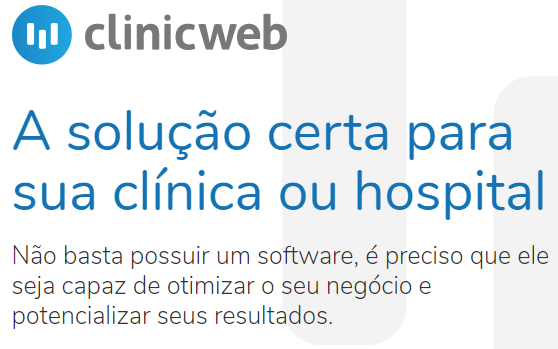 clinicweb
A solução certa para
sua clínica ou hospital
Não basta possuir um software, é preciso que ele
seja capaz de otimizar o seu negócio e
potencializar seus resultados.